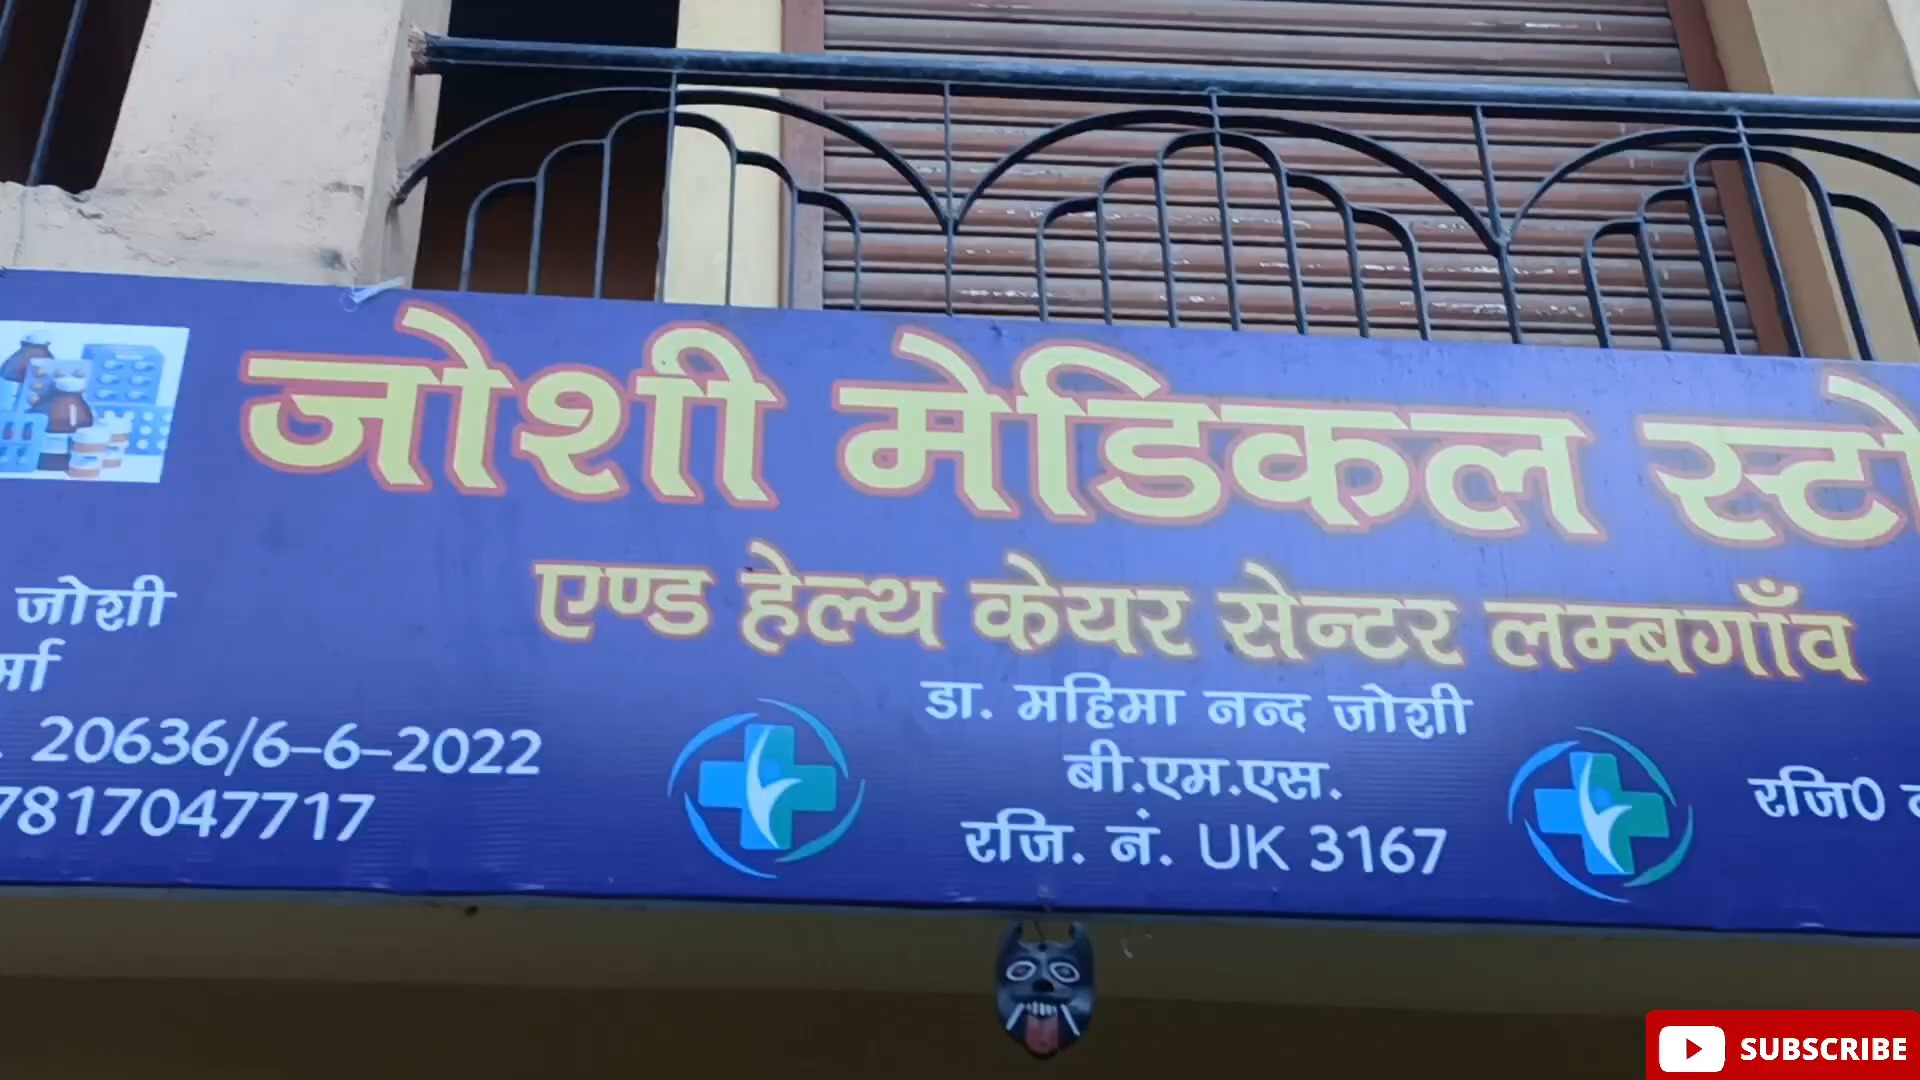 जोशी मेडिकल
एण्ड हेल्थ केयर सेन्टर लम्बगाँव
जोशी
20636/6-6-2022
7817047717
डा. महिमा नन्द जोशी
बी.एम.एस.
रजि. नं. UK 3167
रजि0
SUBSCRIBE